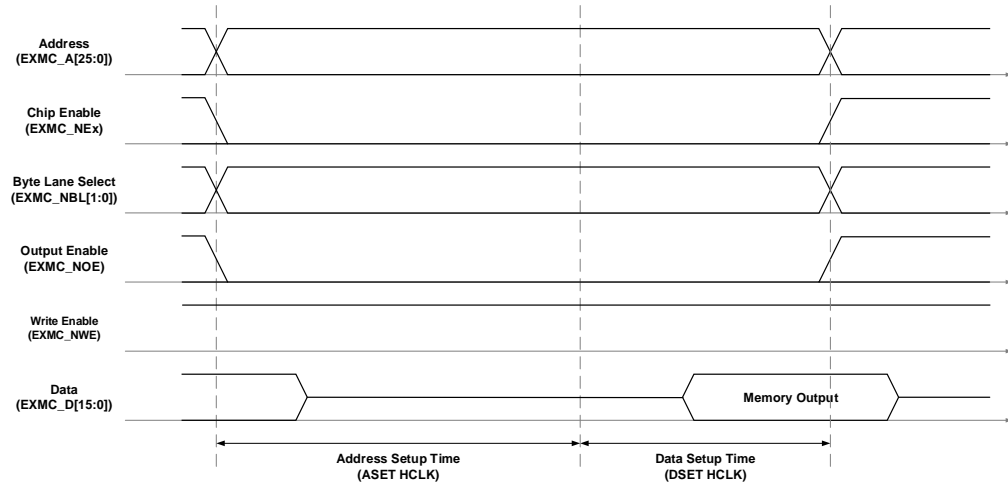 Address
(EXMC_A[25:0])
Chip Enable
(EXMC_NEx)
Byte Lane Select
(EXMC_NBL[1:0])
Output Enable
(EXMC_NOE)
Write Enable
(EXMC_NWE)
Data
(EXMC_D[15:0])
Memory Output
Address Setup Time
(ASET HCLK)
Data Setup Time
(DSET HCLK)